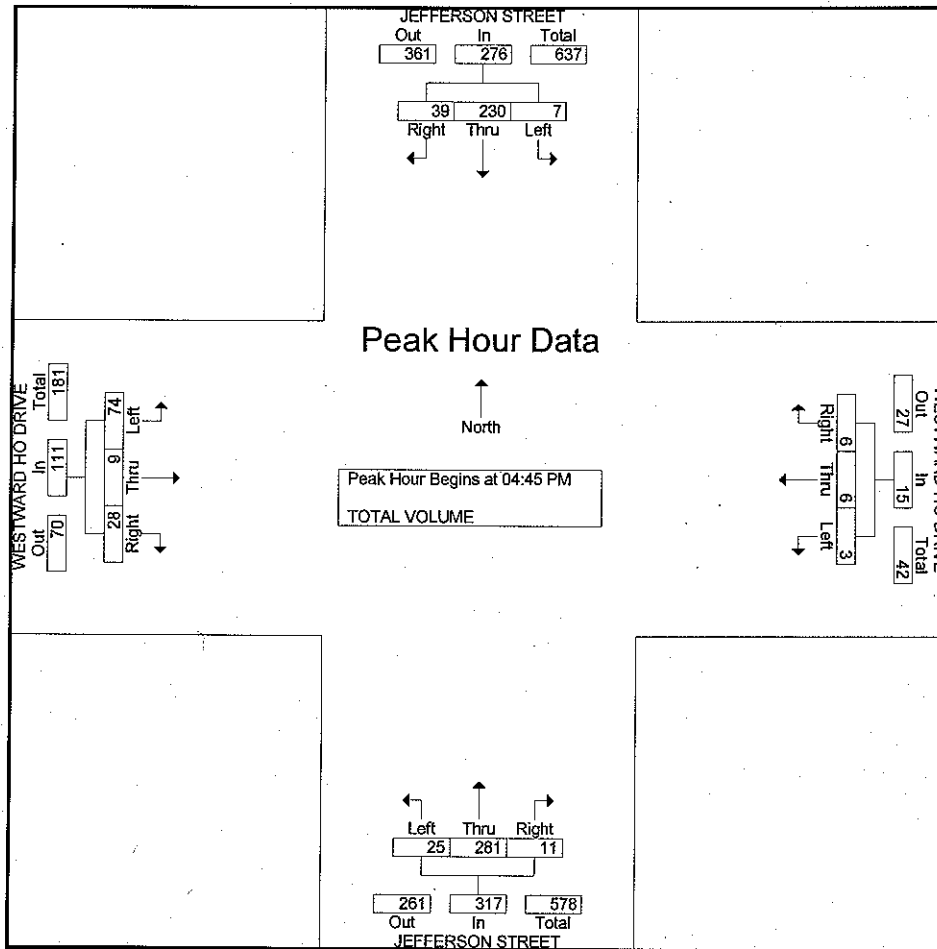 JEFFERSON STREET
Out In Total
361 276 637
39 230 7
Right Thru Left
Peak Hour Data
North
Peak Hour Begins at 04:45 PM
TOTAL VOLUME
WESTWARD HO DRIVE
Out In Total
70 111 181
Left Thru Right
74 9 28
Out In Total
27 15 42
Right Thru Left
6 6 3
Left Thru Right
25 281 11
261 317 578
Out In Total
JEFFERSON STREET